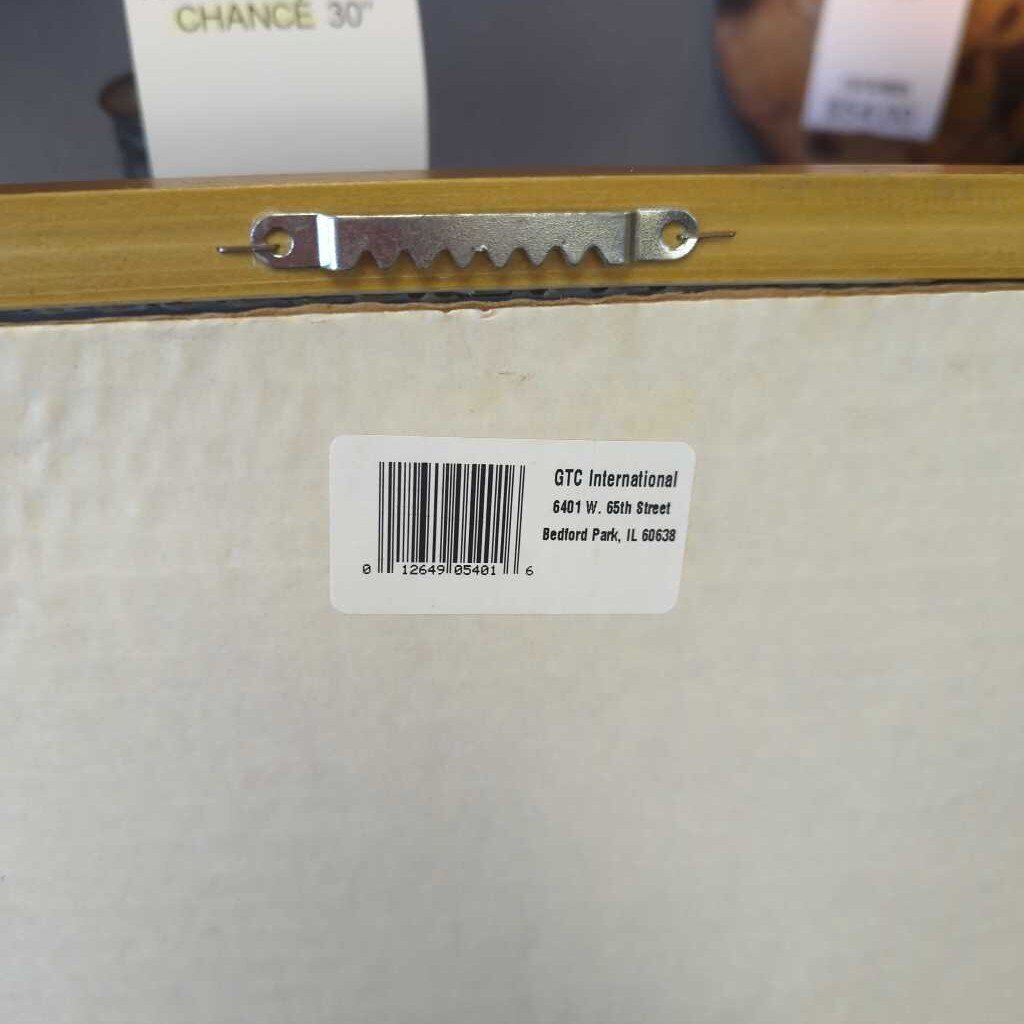 CHANCE 30"
GTC International
6401 W. 65th Street
Bedford Park, IL 60638
0 12649 05401 6